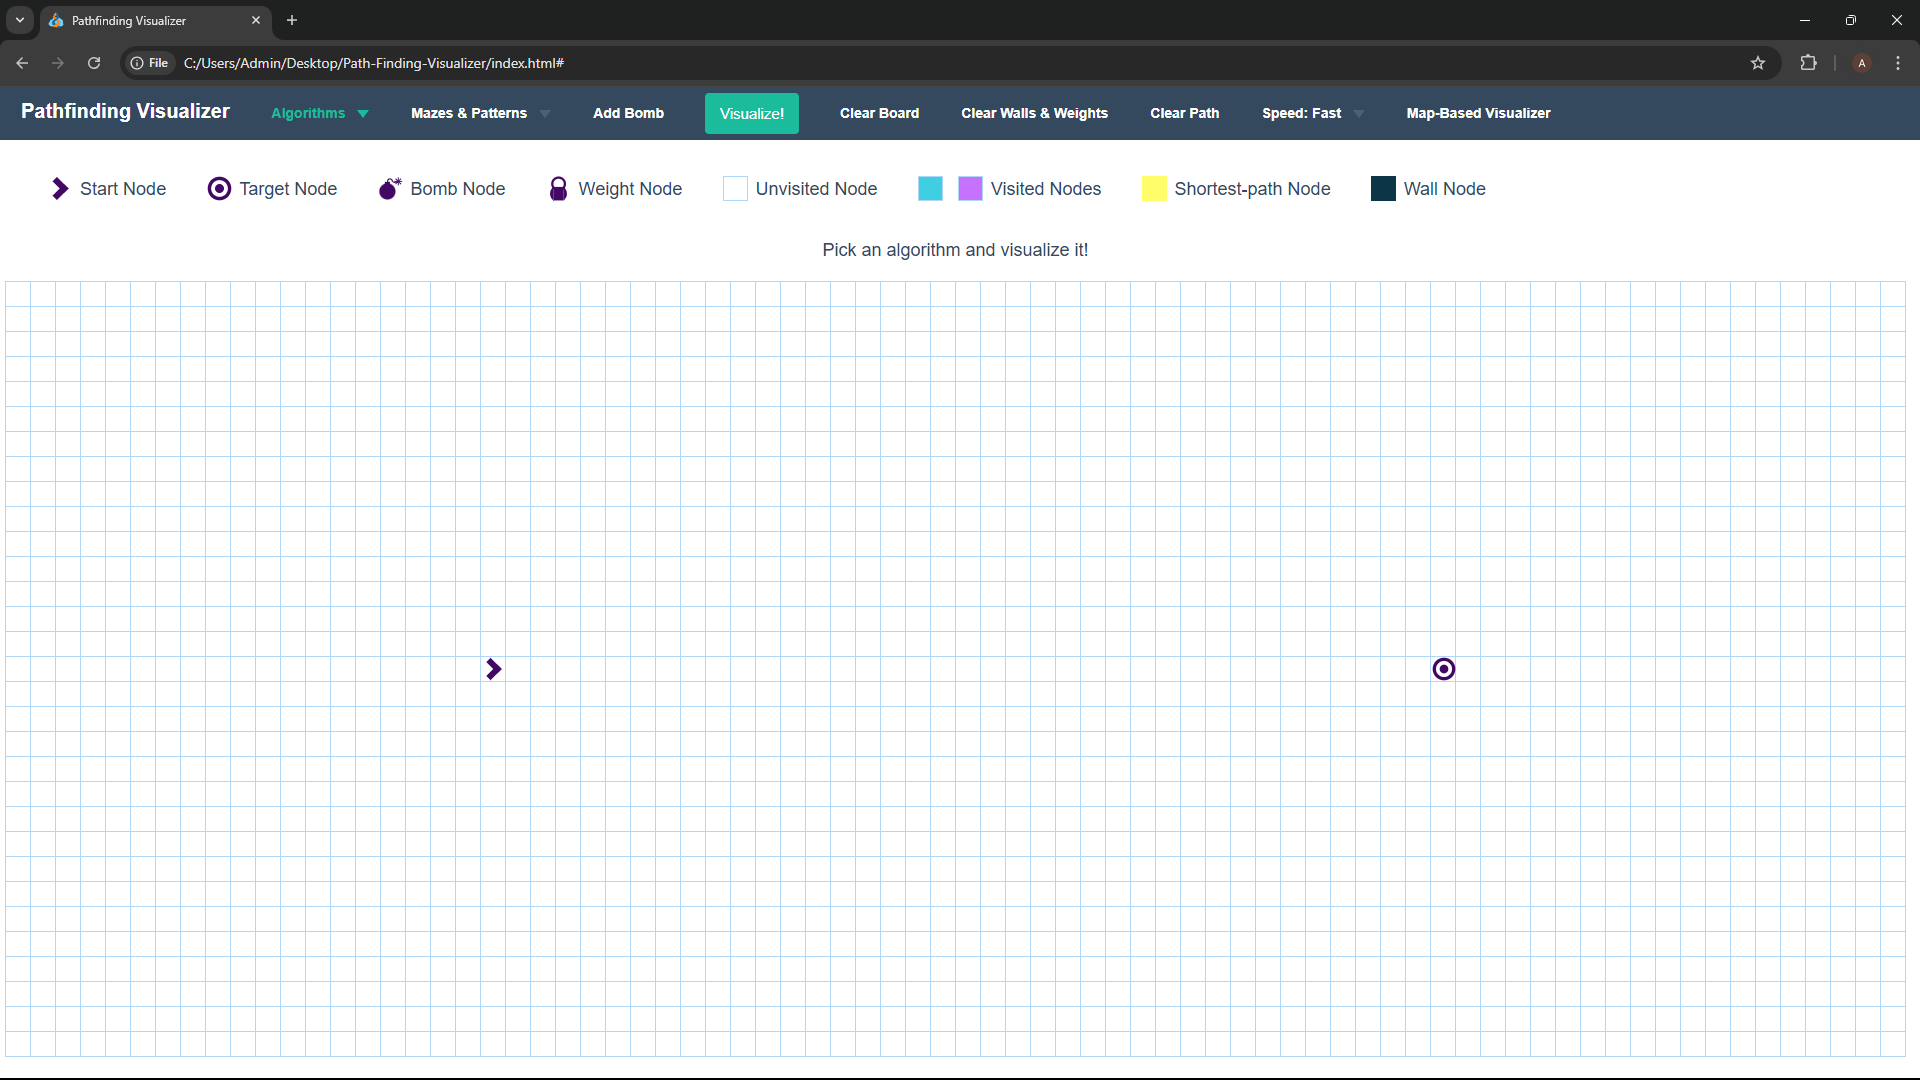 Pathfinding Visualizer
File C:/Users/Admin/Desktop/Path-Finding-Visualizer/index.html#
A
Pathfinding Visualizer Algorithms Mazes & Patterns Add Bomb Visualize! Clear Board Clear Walls & Weights Clear Path Speed: Fast Map-Based Visualizer
Start Node Target Node Bomb Node Weight Node Unvisited Node Visited Nodes Shortest-path Node Wall Node
Pick an algorithm and visualize it!